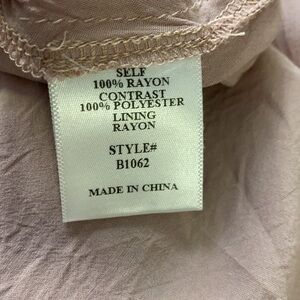 SELF
100% RAYON
CONTRAST
100% POLYESTER
LINING
RAYON
STYLE#
B1062
MADE IN CHINA